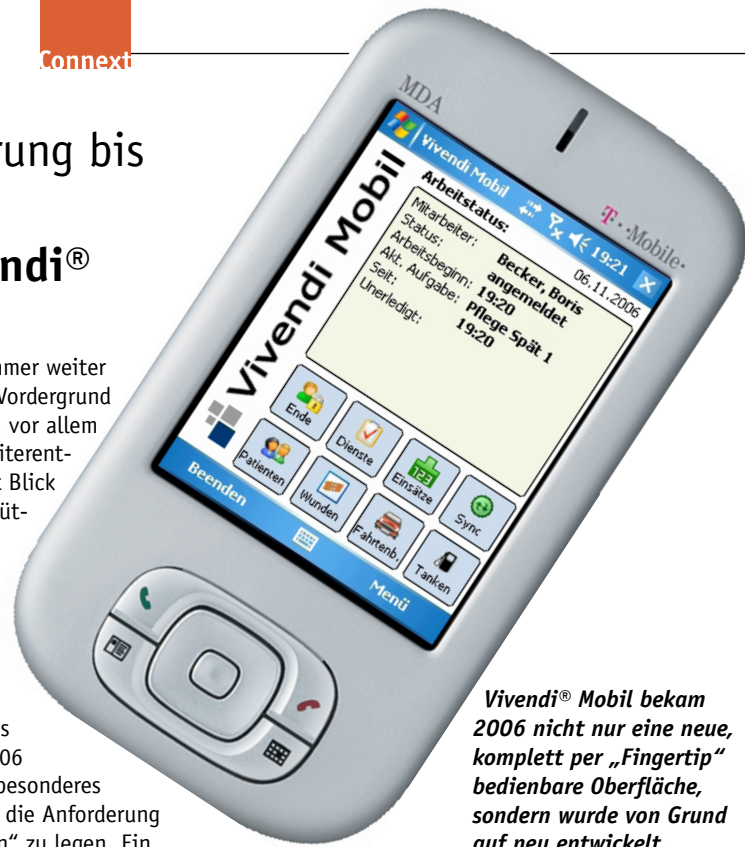 Connext
rung bis
ndi®
mmer weiter
Vordergrund
vor allem
iterent-
t Blick
üt-
s
06
besonderes
die Anforderung
n“ zu legen. Ein
MDA
T··Mobile·
Vivendi Mobil
19:21
Vivendi Mobil
Arbeitstatus:
06.11.2006
Mitarbeiter: Becker, Boris
Status: angemeldet
Arbeitsbeginn: 19:20
Akt. Aufgabe: Pflege Spät 1
Seit: 19:20
Unerledigt:
Ende
Dienste
Einsätze
123
Sync
Patienten
Wunden
Fahrtenb.
Tanken
Beenden
Menü
Vivendi® Mobil bekam
2006 nicht nur eine neue,
komplett per „Fingertip“
bedienbare Oberfläche,
sondern wurde von Grund
auf neu entwickelt